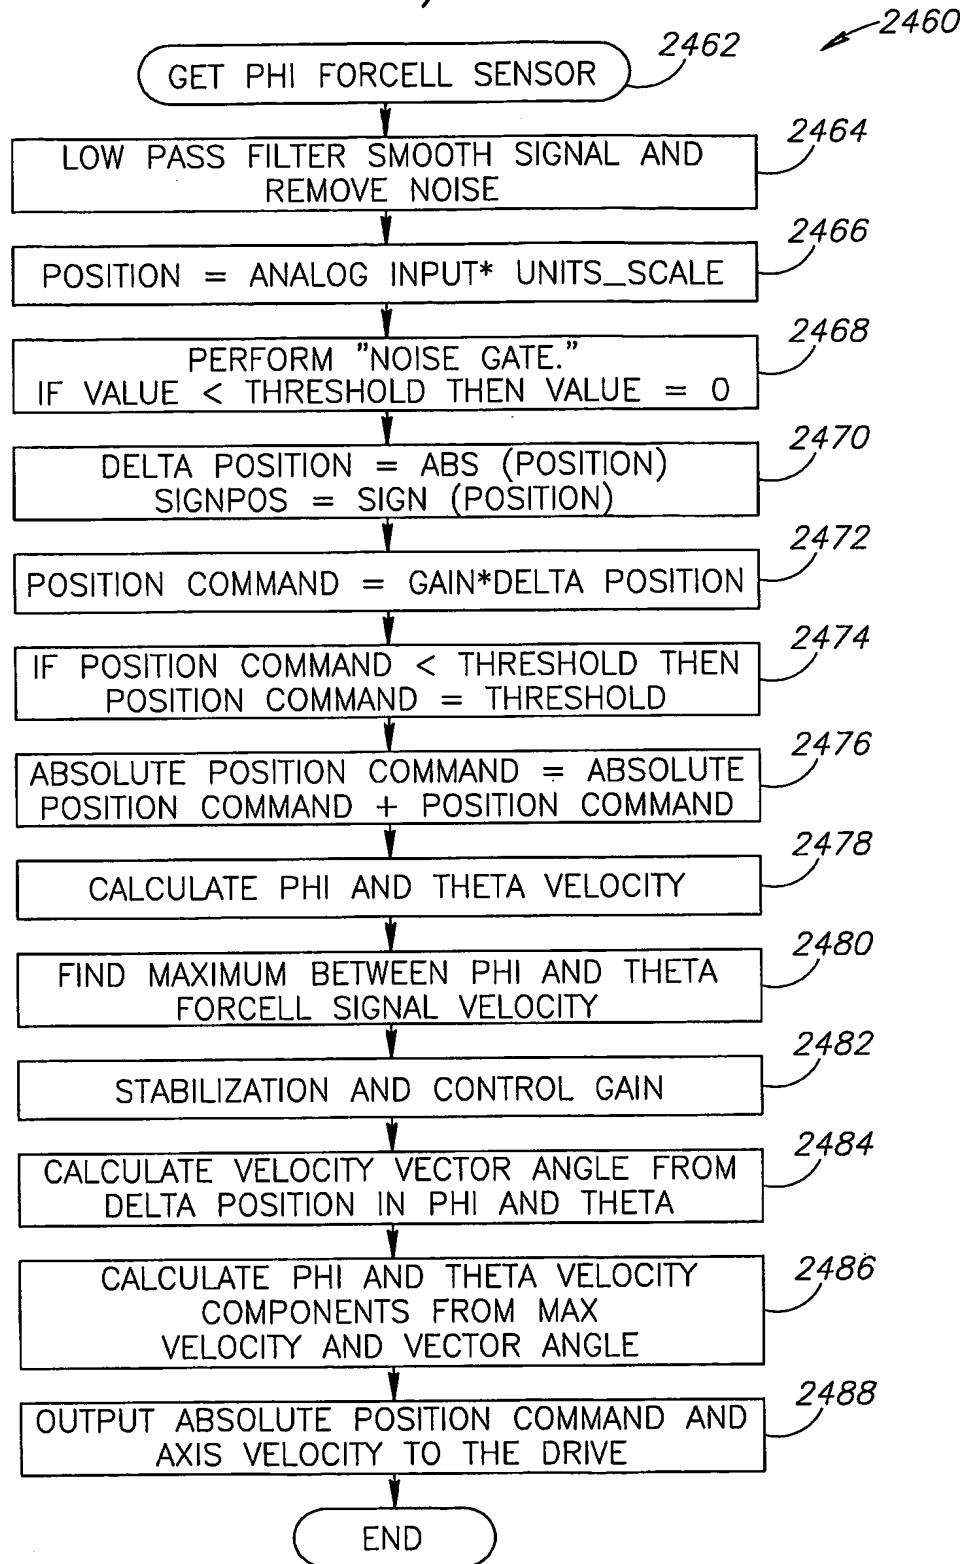 2460
GET PHI FORCELL SENSOR
2462
LOW PASS FILTER SMOOTH SIGNAL AND
REMOVE NOISE
2464
POSITION = ANALOG INPUT* UNITS_SCALE
2466
PERFORM "NOISE GATE."
IF VALUE < THRESHOLD THEN VALUE = 0
2468
DELTA POSITION = ABS (POSITION)
SIGNPOS = SIGN (POSITION)
2470
POSITION COMMAND = GAIN*DELTA POSITION
2472
IF POSITION COMMAND < THRESHOLD THEN
POSITION COMMAND = THRESHOLD
2474
ABSOLUTE POSITION COMMAND = ABSOLUTE
POSITION COMMAND + POSITION COMMAND
2476
CALCULATE PHI AND THETA VELOCITY
2478
FIND MAXIMUM BETWEEN PHI AND THETA
FORCELL SIGNAL VELOCITY
2480
STABILIZATION AND CONTROL GAIN
2482
CALCULATE VELOCITY VECTOR ANGLE FROM
DELTA POSITION IN PHI AND THETA
2484
CALCULATE PHI AND THETA VELOCITY
COMPONENTS FROM MAX
VELOCITY AND VECTOR ANGLE
2486
OUTPUT ABSOLUTE POSITION COMMAND AND
AXIS VELOCITY TO THE DRIVE
2488
END